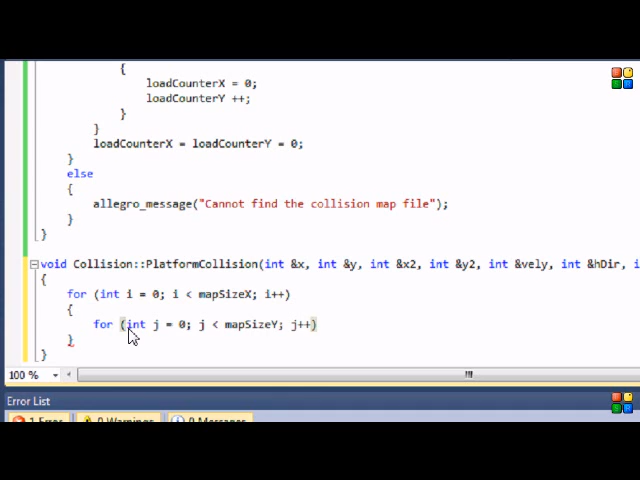 {
loadCounterX = 0;
loadCounterY ++;
}
}
loadCounterX = loadCounterY = 0;
}
else
{
allegro_message("Cannot find the collision map file");
}
}
void Collision::PlatformCollision(int &x, int &y, int &x2, int &y2, int &vely, int &hDir, i
{
for (int i = 0; i < mapSizeX; i++)
{
for (int j = 0; j < mapSizeY; j++)
}
}
100 %
Error List
1 Error 0 Warnings 0 Messages